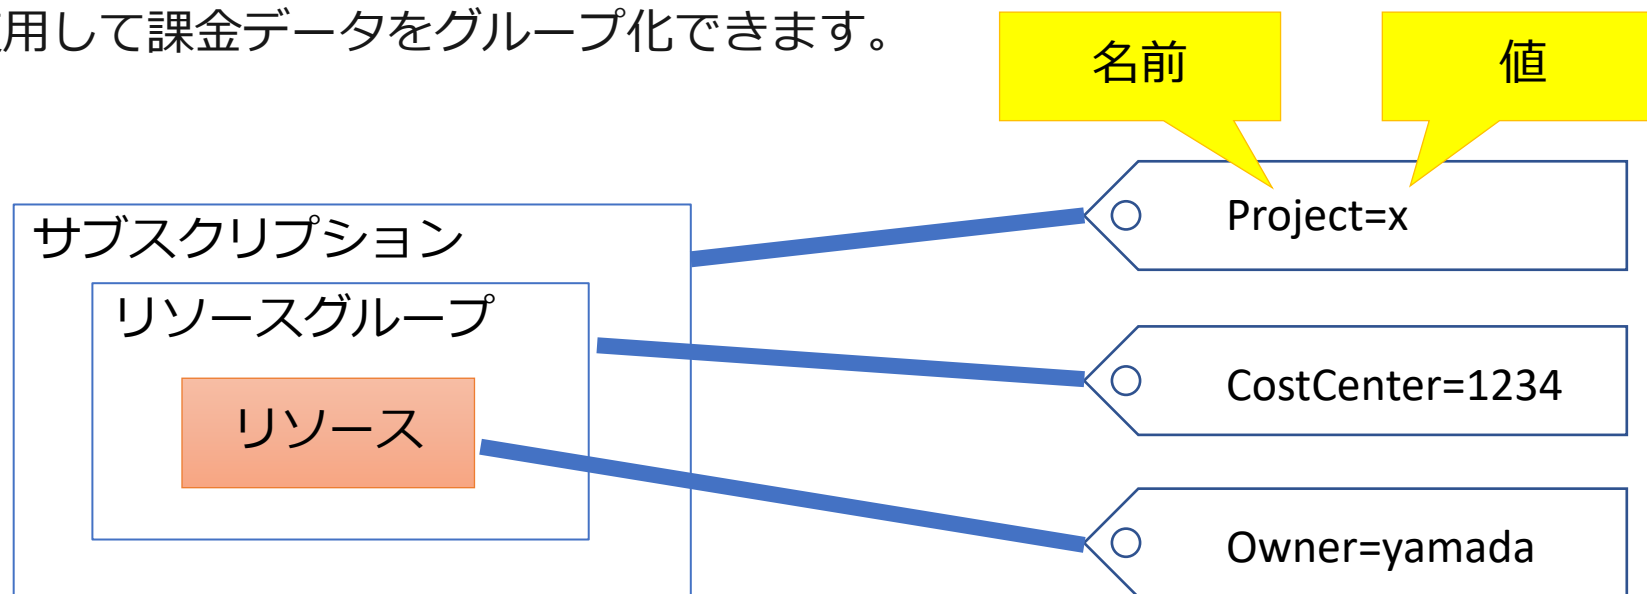 用して課金データをグループ化できます。
名前
値
サブスクリプション
Project=x
リソースグループ
CostCenter=1234
リソース
Owner=yamada